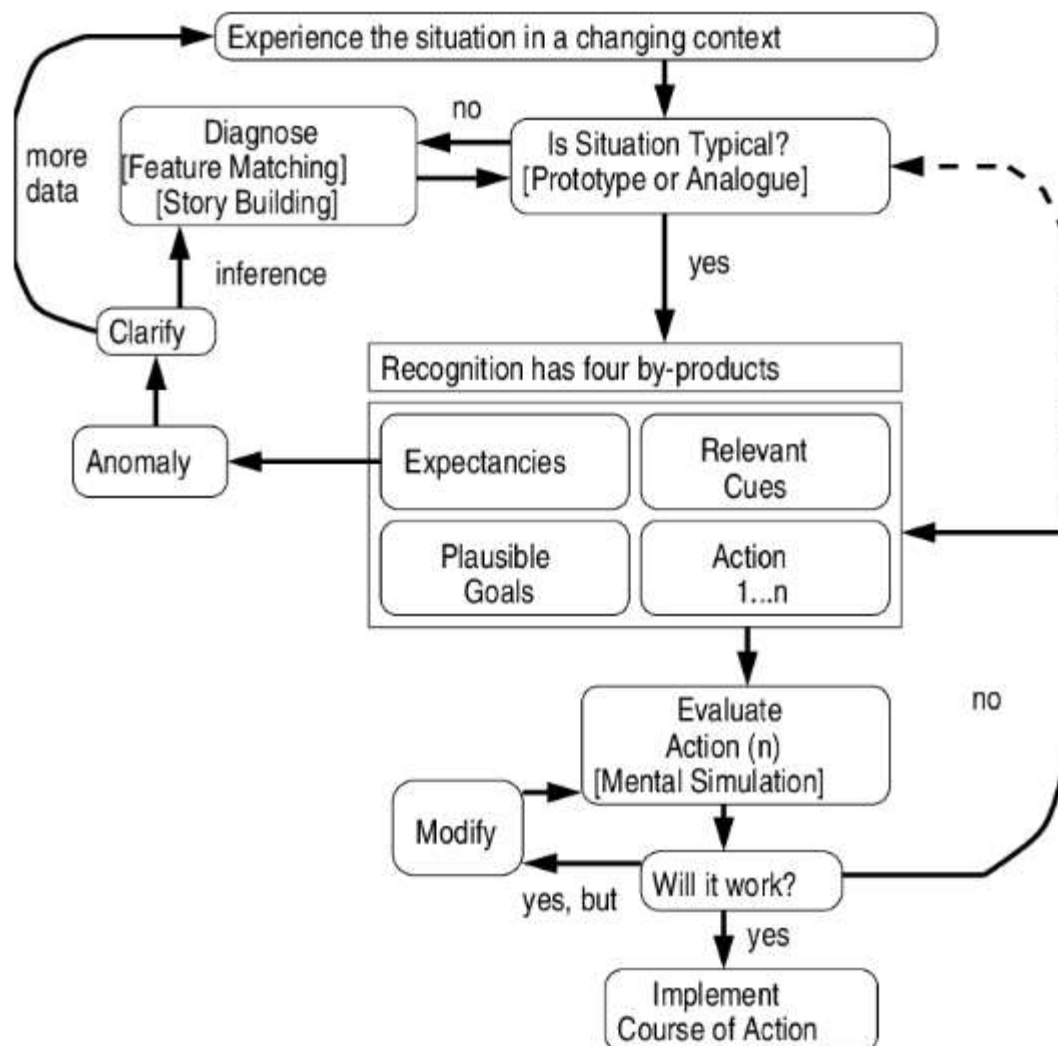 Experience the situation in a changing context
no
Diagnose
[Feature Matching]
[Story Building]
Is Situation Typical?
[Prototype or Analogue]
more
data
inference
yes
Clarify
Recognition has four by-products
Anomaly
Expectancies
Relevant
Cues
Plausible
Goals
Action
1...n
Evaluate
Action (n)
[Mental Simulation]
no
Modify
Will it work?
yes, but
yes
Implement
Course of Action